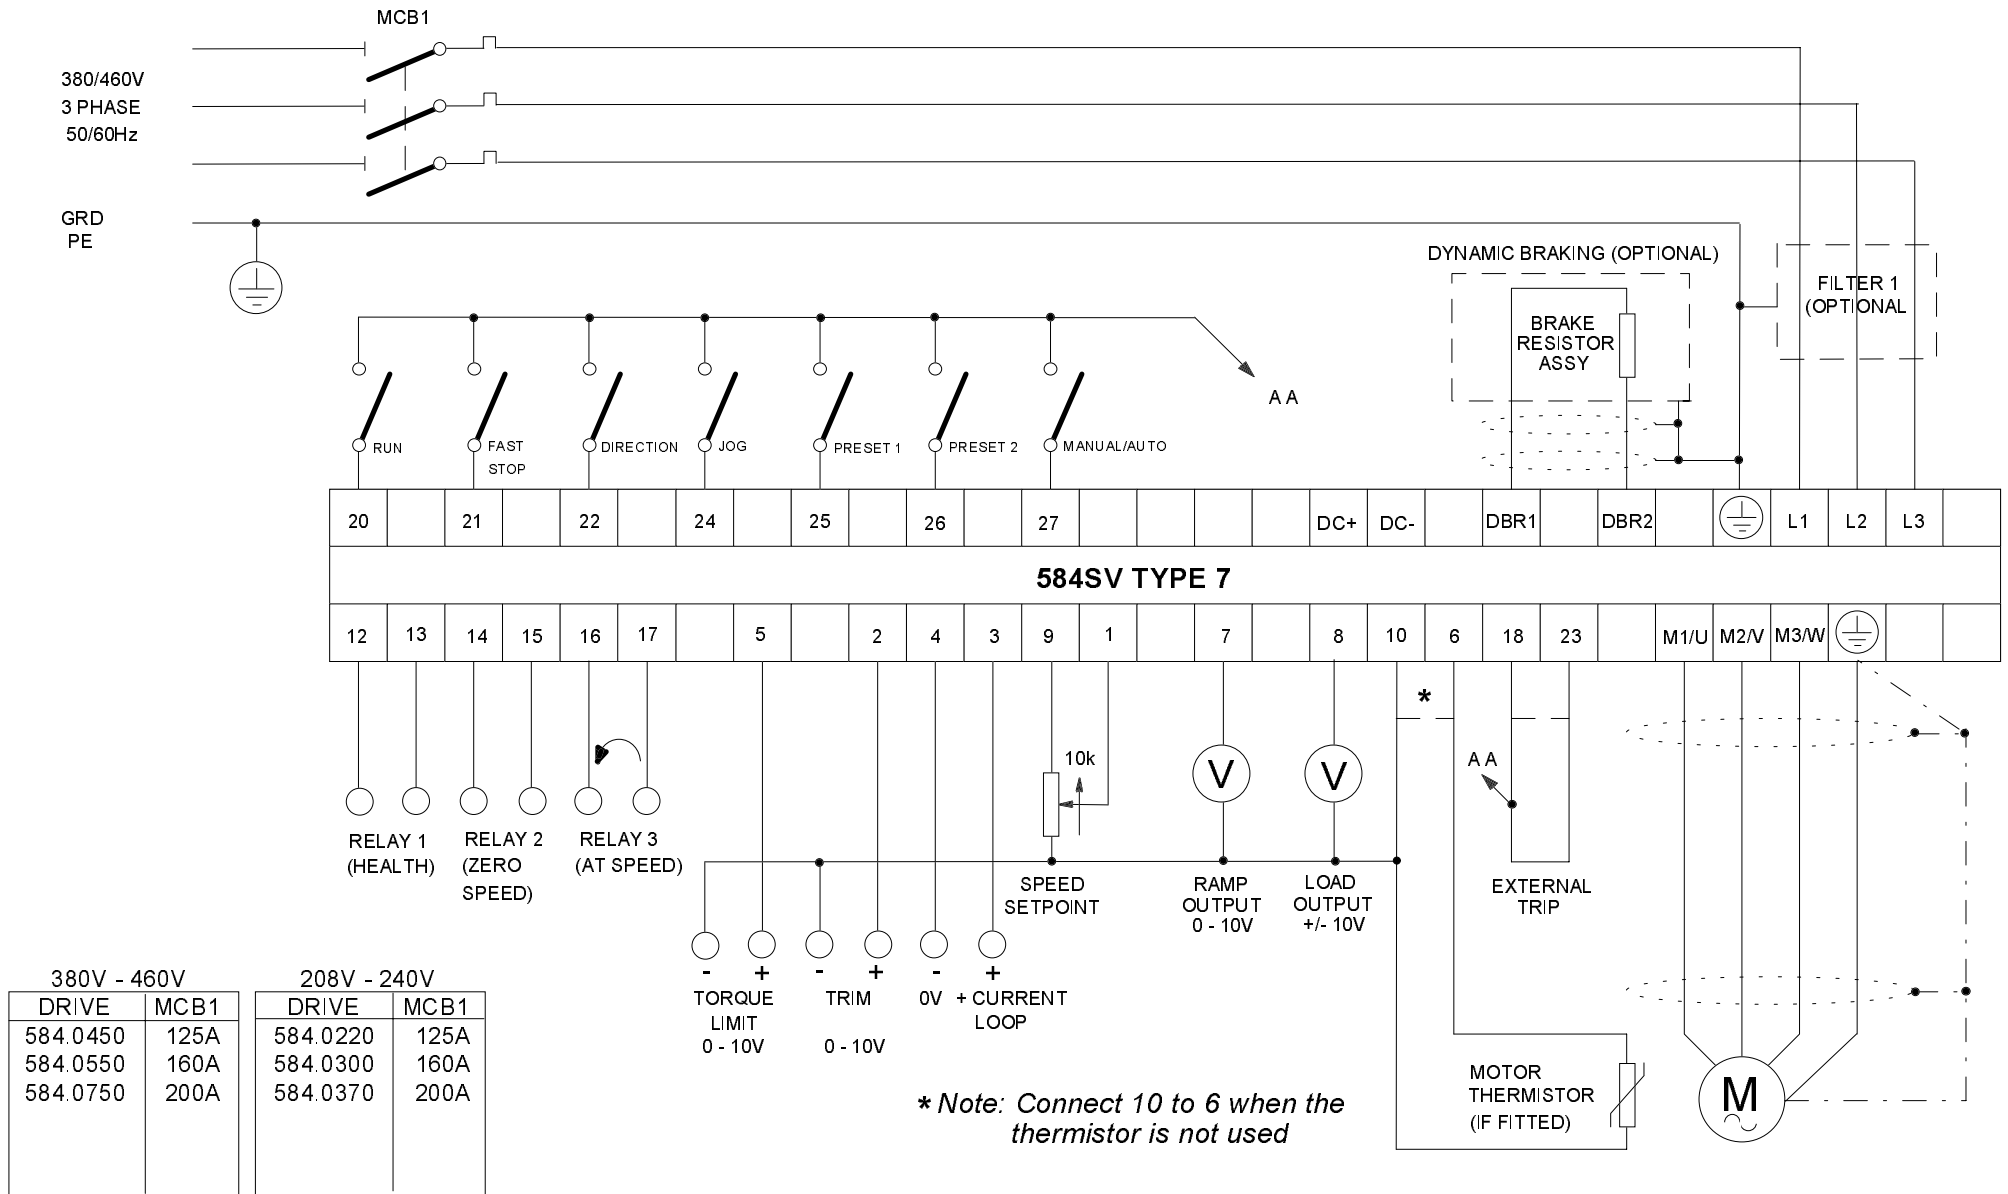 MCB1
380/460V
3 PHASE
50/60Hz
GRD
PE
DYNAMIC BRAKING (OPTIONAL)
FILTER 1
(OPTIONAL
BRAKE
RESISTOR
ASSY
A A
RUN
FAST
STOP
DIRECTION
JOG
PRESET 1
PRESET 2
MANUAL/AUTO
20 21 22 24 25 26 27 DC+ DC- DBR1 DBR2 L1 L2 L3
584SV TYPE 7
12 13 14 15 16 17 5 2 4 3 9 1 7 8 10 6 18 23 M1/U M2/V M3/W
*
10k
V
V
A A
RELAY 1
(HEALTH)
RELAY 2
(ZERO
SPEED)
RELAY 3
(AT SPEED)
SPEED
SETPOINT
RAMP
OUTPUT
0 - 10V
LOAD
OUTPUT
+/- 10V
EXTERNAL
TRIP
- + - + - +
TORQUE
LIMIT
0 - 10V
TRIM
0 - 10V
0V
+ CURRENT
LOOP
MOTOR
THERMISTOR
(IF FITTED)
M
* Note: Connect 10 to 6 when the
thermistor is not used
380V - 460V
DRIVE MCB1
584.0450 125A
584.0550 160A
584.0750 200A
208V - 240V
DRIVE MCB1
584.0220 125A
584.0300 160A
584.0370 200A